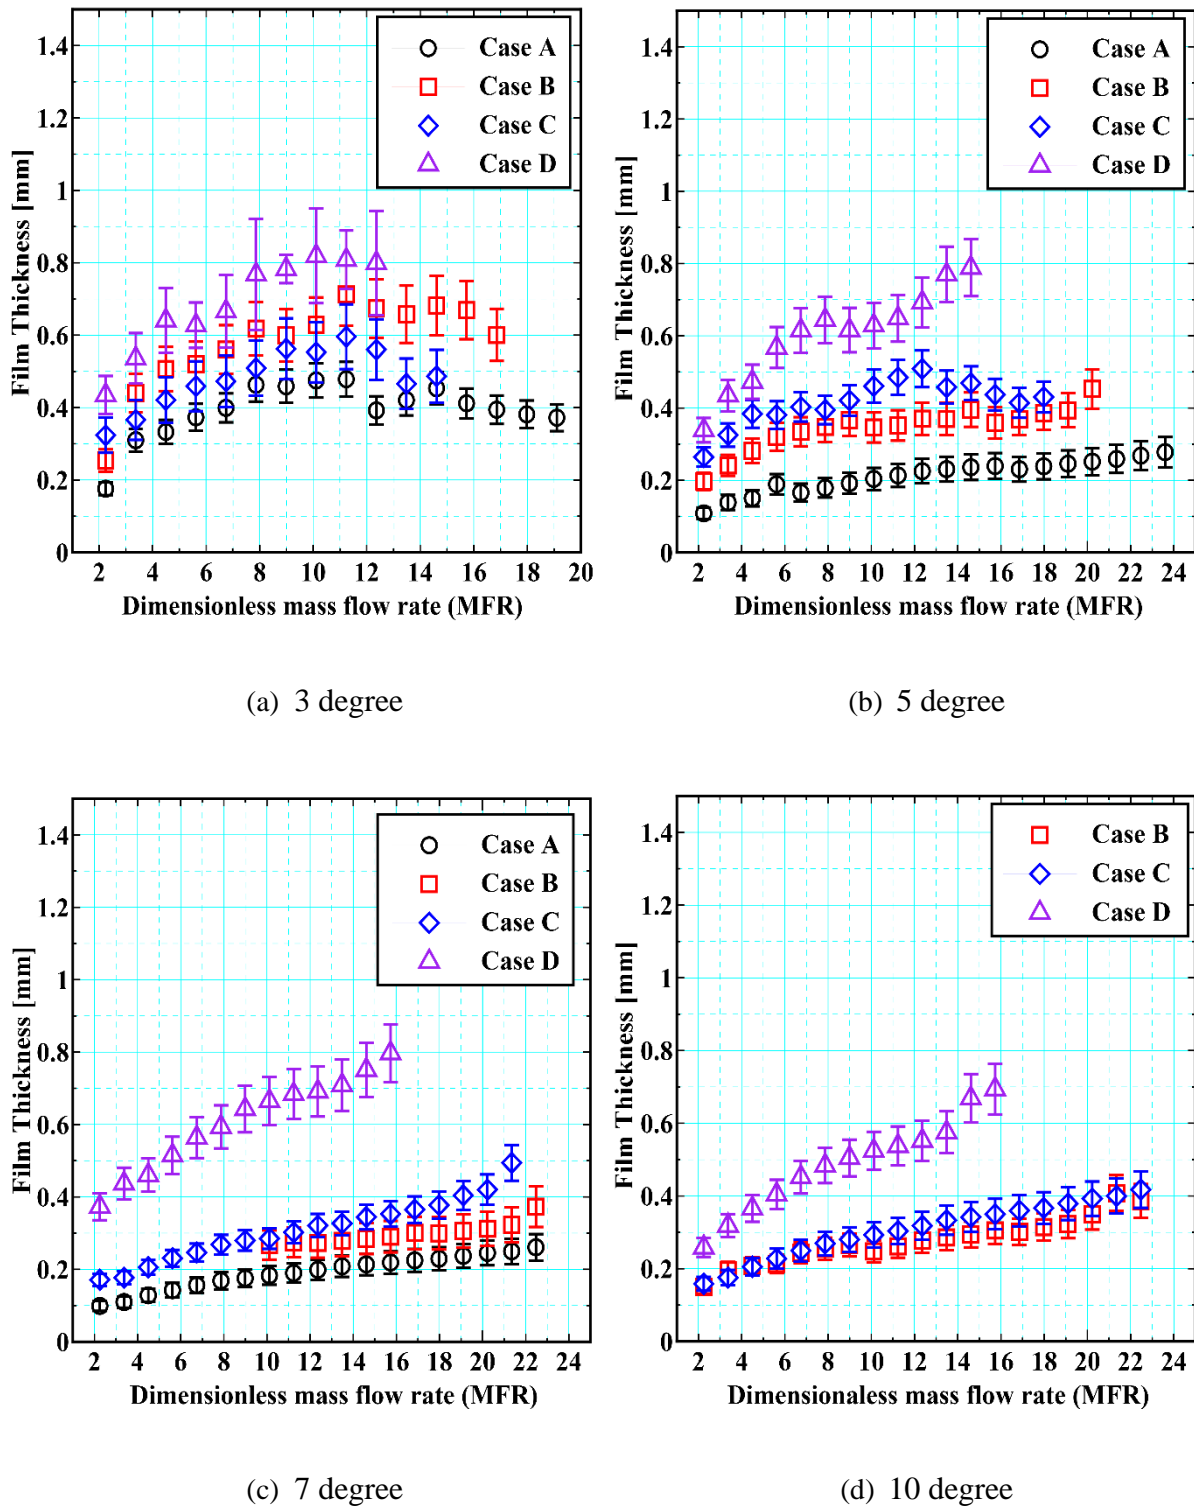 1.4
1.2
1
0.8
0.6
0.4
0.2
0
Film Thickness [mm]
Case A
Case B
Case C
Case D
2 4 6 8 10 12 14 16 18 20
Dimensionless mass flow rate (MFR)
(a) 3 degree
1.4
1.2
1
0.8
0.6
0.4
0.2
0
Film Thickness [mm]
Case A
Case B
Case C
Case D
2 4 6 8 10 12 14 16 18 20 22 24
Dimensionless mass flow rate (MFR)
(b) 5 degree
1.4
1.2
1
0.8
0.6
0.4
0.2
0
Film Thickness [mm]
Case A
Case B
Case C
Case D
2 4 6 8 10 12 14 16 18 20 22 24
Dimensionless mass flow rate (MFR)
(c) 7 degree
1.4
1.2
1
0.8
0.6
0.4
0.2
0
Film Thickness [mm]
Case B
Case C
Case D
2 4 6 8 10 12 14 16 18 20 22 24
Dimensionaless mass flow rate (MFR)
(d) 10 degree